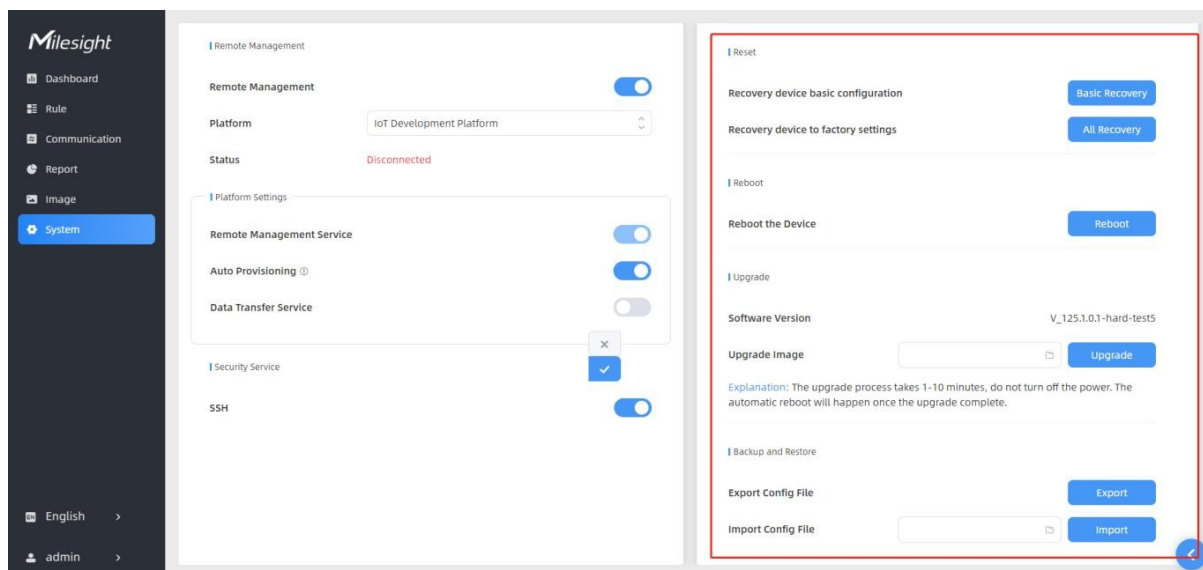 Milesight
Dashboard
Rule
Communication
Report
Image
System
EN English >
admin >
Remote Management
Remote Management
Platform IoT Development Platform
Status Disconnected
Platform Settings
Remote Management Service
Auto Provisioning
Data Transfer Service
Security Service
SSH
Reset
Recovery device basic configuration Basic Recovery
Recovery device to factory settings All Recovery
Reboot
Reboot the Device Reboot
Upgrade
Software Version V_125.1.0.1-hard-test5
Upgrade Image Upgrade
Explanation: The upgrade process takes 1-10 minutes, do not turn off the power. The
automatic reboot will happen once the upgrade complete.
Backup and Restore
Export Config File Export
Import Config File Import